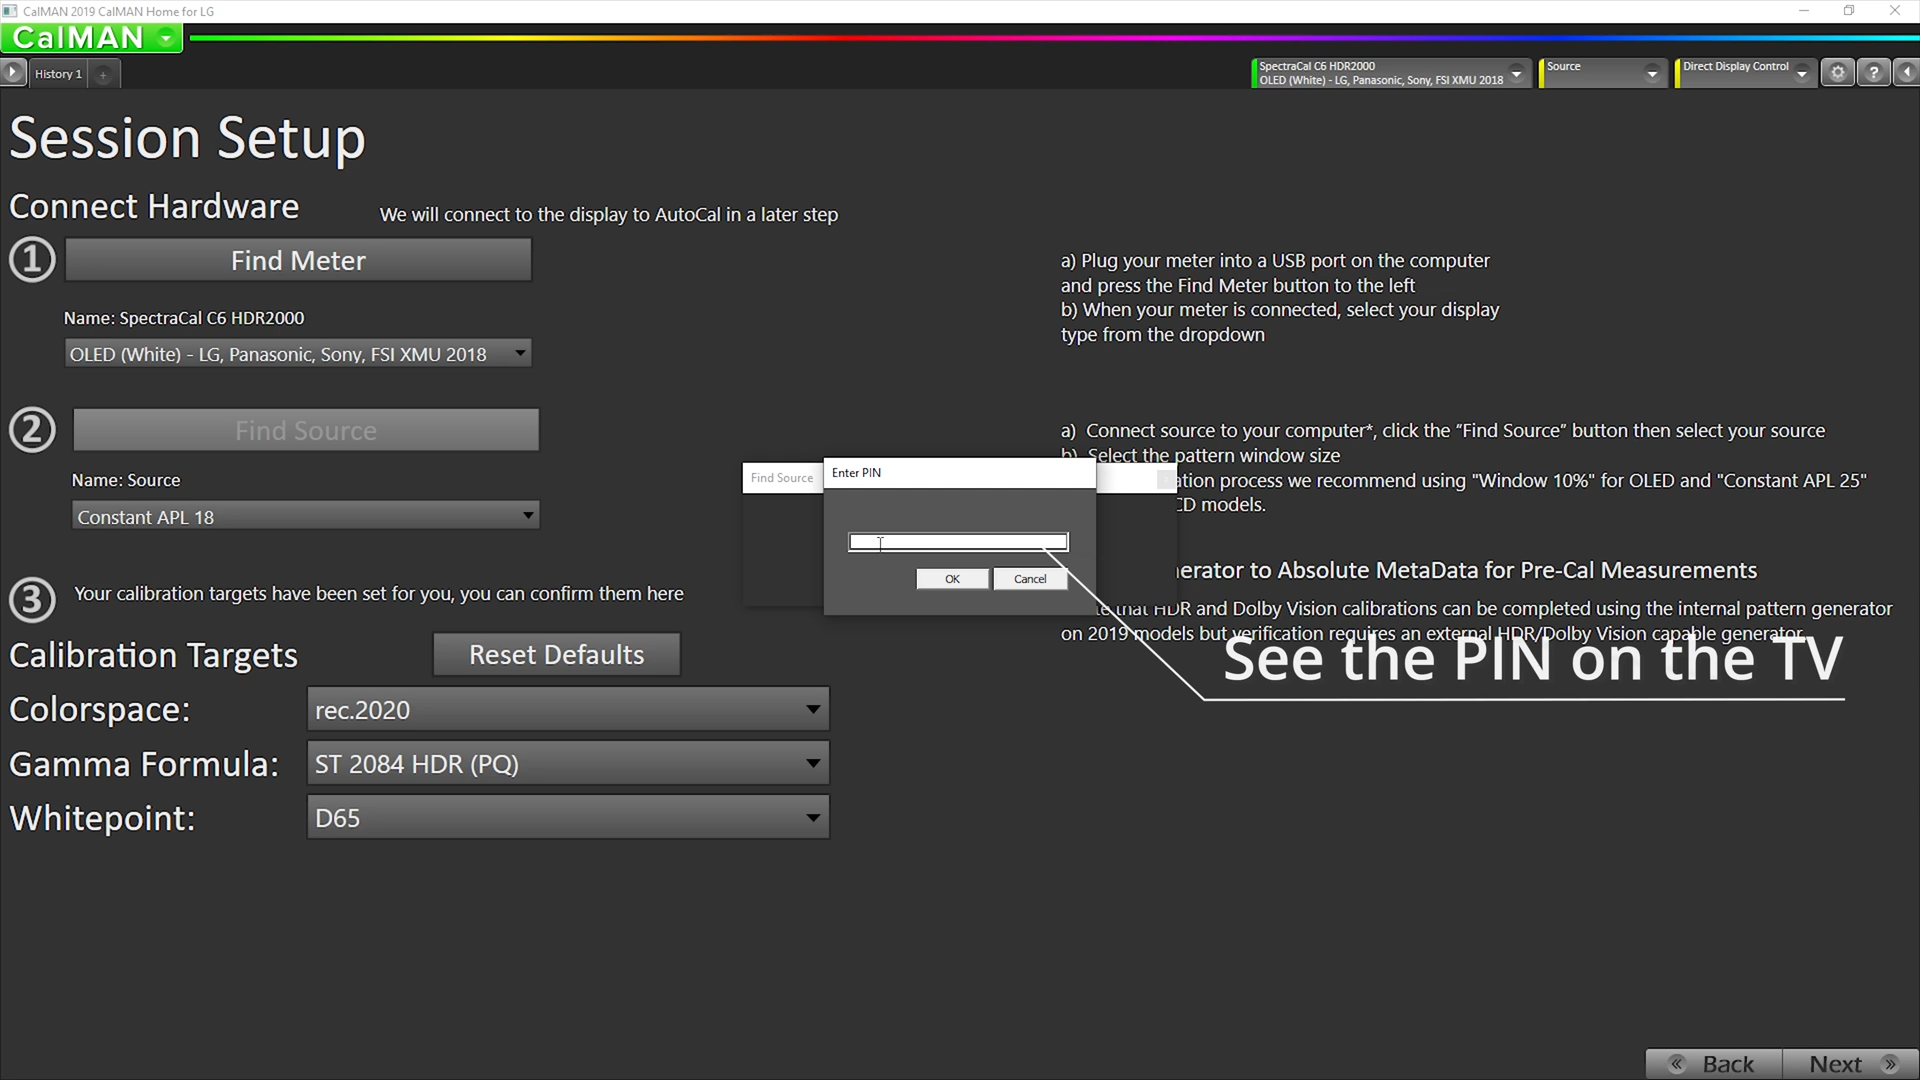 CalMAN 2019 CalMAN Home for LG
CalMAN
History 1
+
SpectraCal C6 HDR2000
OLED (White) - LG, Panasonic, Sony, FSI XMU 2018
Source
Direct Display Control
?
Session Setup
Connect Hardware
We will connect to the display to AutoCal in a later step
1
Find Meter
Name: SpectraCal C6 HDR2000
OLED (White) - LG, Panasonic, Sony, FSI XMU 2018
a) Plug your meter into a USB port on the computer
and press the Find Meter button to the left
b) When your meter is connected, select your display
type from the dropdown
2
Find Source
Name: Source
Constant APL 18
a) Connect source to your computer*, click the "Find Source" button then select your source
b) Select the pattern window size
ation process we recommend using "Window 10%" for OLED and "Constant APL 25"
CD models.
Find Source
Enter PIN
OK
Cancel
erator to Absolute MetaData for Pre-Cal Measurements
that HDR and Dolby Vision calibrations can be completed using the internal pattern generator
on 2019 models but verification requires an external HDR/Dolby Vision capable generator.
See the PIN on the TV
3
Your calibration targets have been set for you, you can confirm them here
Calibration Targets
Reset Defaults
Colorspace:
rec.2020
Gamma Formula:
ST 2084 HDR (PQ)
Whitepoint:
D65
« Back
Next »